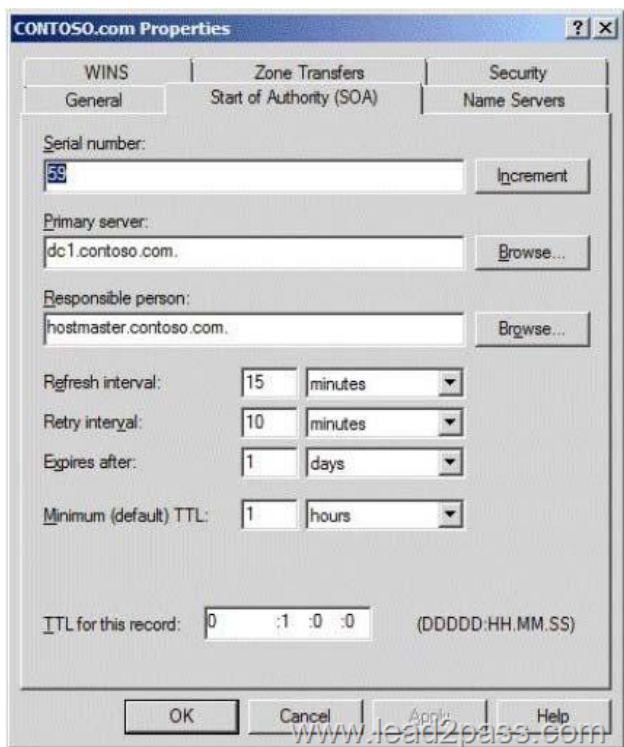 CONTOSO.com Properties
WINS Zone Transfers Security
General Start of Authority (SOA) Name Servers
Serial number:
59 Increment
Primary server:
dc1.contoso.com. Browse...
Responsible person:
hostmaster.contoso.com. Browse...
Refresh interval: 15 minutes
Retry interval: 10 minutes
Expires after: 1 days
Minimum (default) TTL: 1 hours
TTL for this record: 0 :1 :0 :0 (DDDDD:HH.MM.SS)
OK Cancel Apply Help
www.lead2pass.com